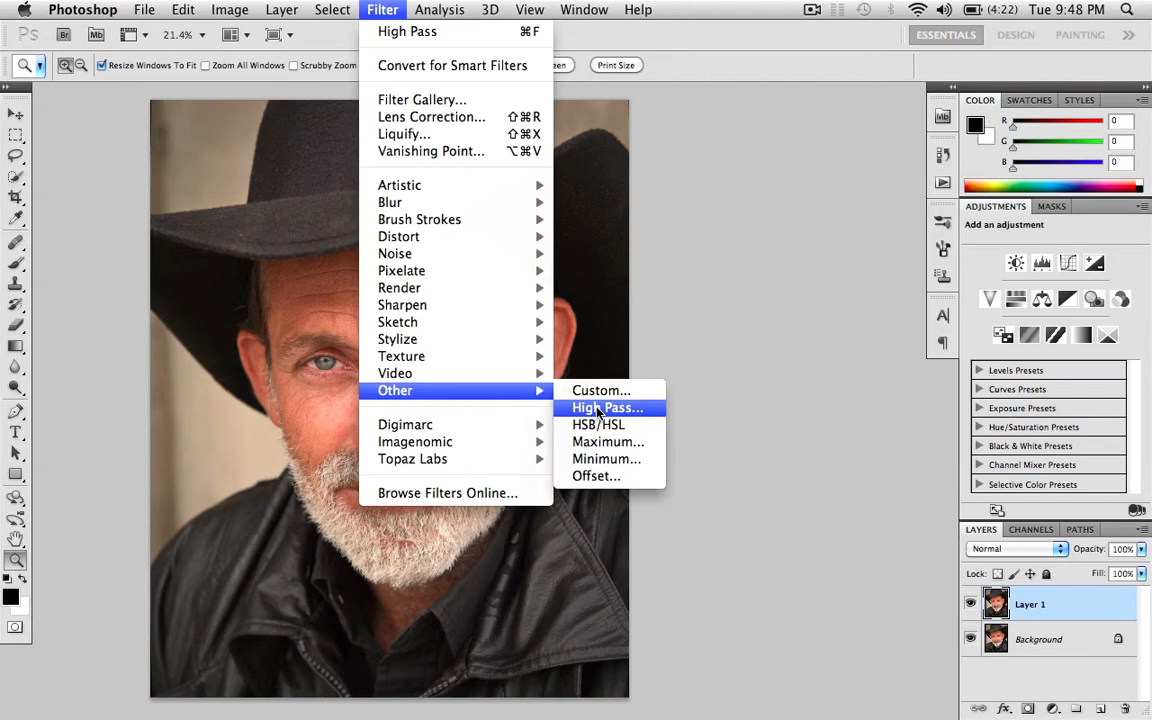 Photoshop File Edit Image Layer Select Filter Analysis 3D View Window Help (4:22) Tue 9:48 PM
Ps Br Mb 21.4% ESSENTIALS DESIGN PAINTING
Resize Windows To Fit Zoom All Windows Scrubby Zoom Print Size
High Pass ⌘F
Convert for Smart Filters
Filter Gallery...
Lens Correction... ⇧⌘R
Liquify... ⇧⌘X
Vanishing Point... ⌥⌘V
Artistic
Blur
Brush Strokes
Distort
Noise
Pixelate
Render
Sharpen
Sketch
Stylize
Texture
Video
Other
Digimarc
Imagenomic
Topaz Labs
Browse Filters Online...
Custom...
High Pass...
HSB/HSL
Maximum...
Minimum...
Offset...
Mb
COLOR SWATCHES STYLES
R 0
G 0
B 0
ADJUSTMENTS MASKS
Add an adjustment
Levels Presets
Curves Presets
Exposure Presets
Hue/Saturation Presets
Black & White Presets
Channel Mixer Presets
Selective Color Presets
LAYERS CHANNELS PATHS
Normal Opacity: 100%
Lock: Fill: 100%
Layer 1
Background